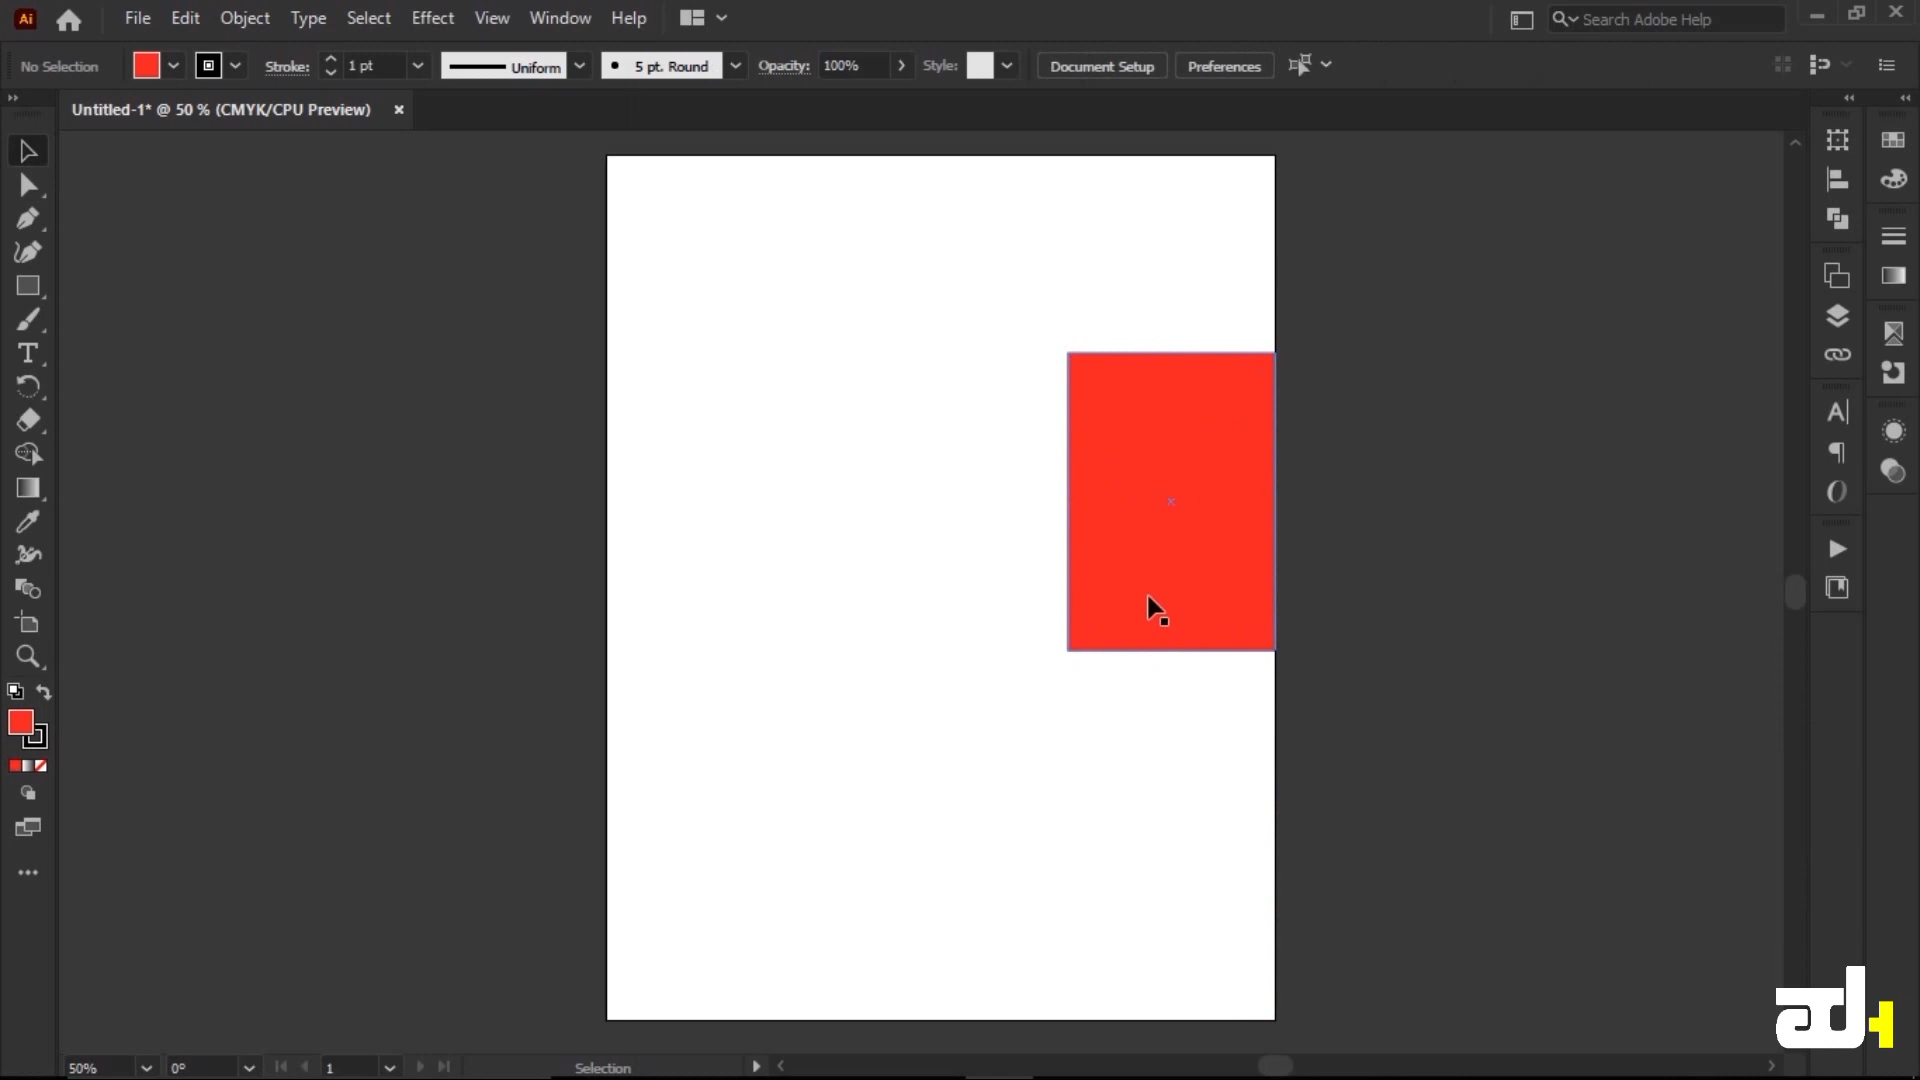 Ai File Edit Object Type Select Effect View Window Help Search Adobe Help
No Selection Stroke: 1 pt Uniform 5 pt. Round Opacity: 100% Style: Document Setup Preferences
Untitled-1* @ 50 % (CMYK/CPU Preview)
50% 0° 1 Selection